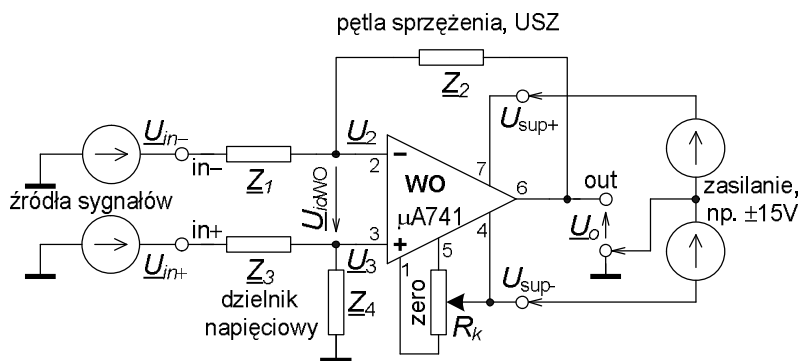 pętla sprzężenia, USZ
Z2
Usup+
Uin−
in−
Z1
U2
2
−
7
WO
μA741
6
out
zasilanie,
np. ±15V
źródła sygnałów
UidWO
Uo
in+
Uin+
Z3
U3
3
+
1
5
4
Z4
dzielnik
napięciowy
zero
Rk
Usup-